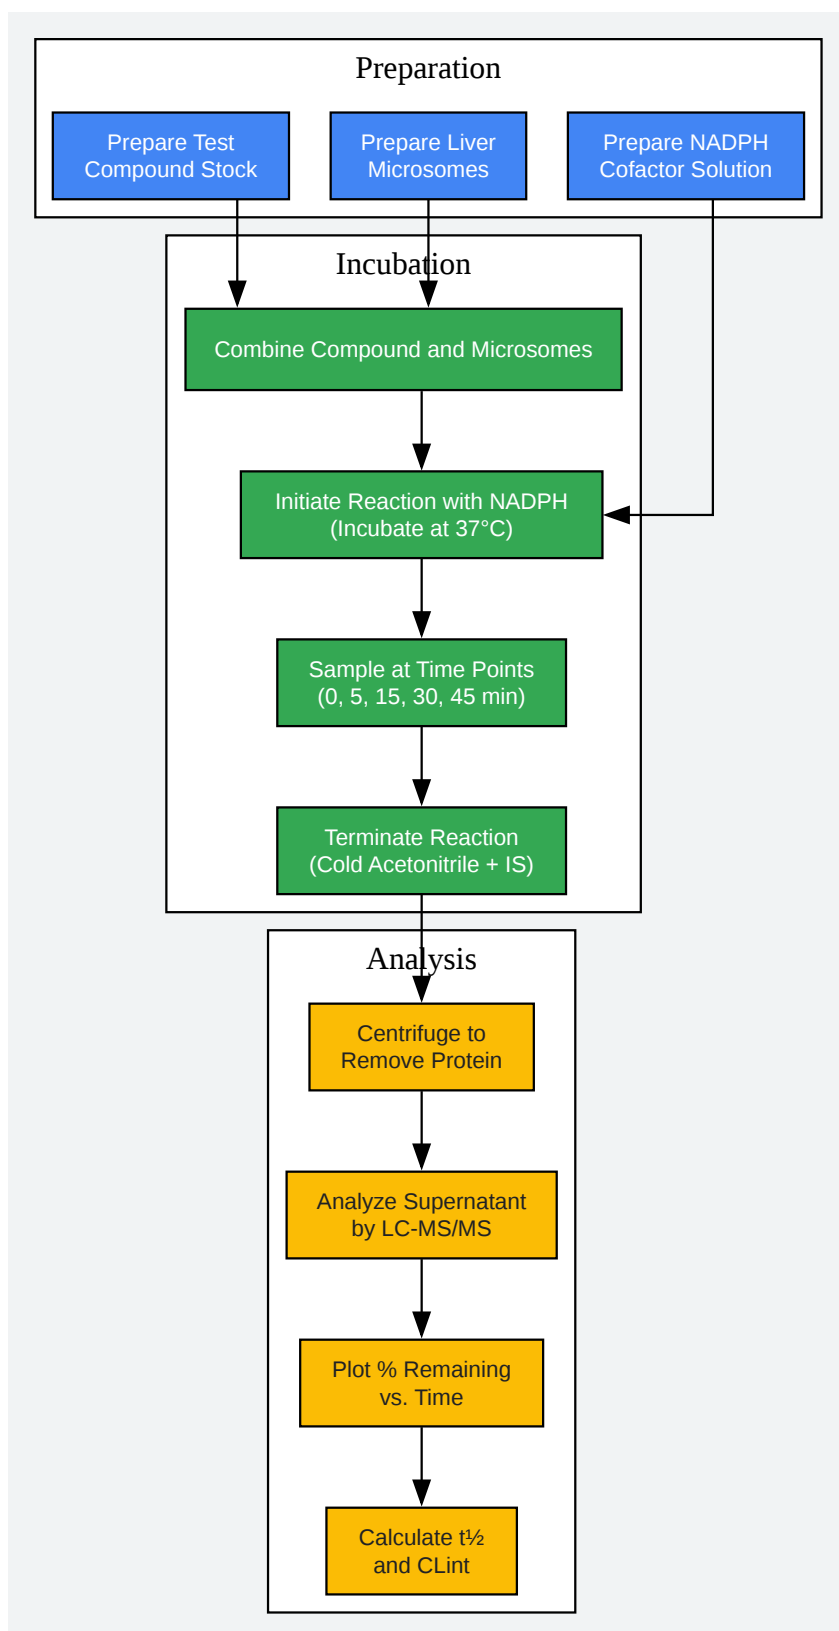 Preparation
Prepare Test
Compound Stock
Prepare Liver
Microsomes
Prepare NADPH
Cofactor Solution
Incubation
Combine Compound and Microsomes
Initiate Reaction with NADPH
(Incubate at 37°C)
Sample at Time Points
(0, 5, 15, 30, 45 min)
Terminate Reaction
(Cold Acetonitrile + IS)
Analysis
Centrifuge to
Remove Protein
Analyze Supernatant
by LC-MS/MS
Plot % Remaining
vs. Time
Calculate t½
and CLint